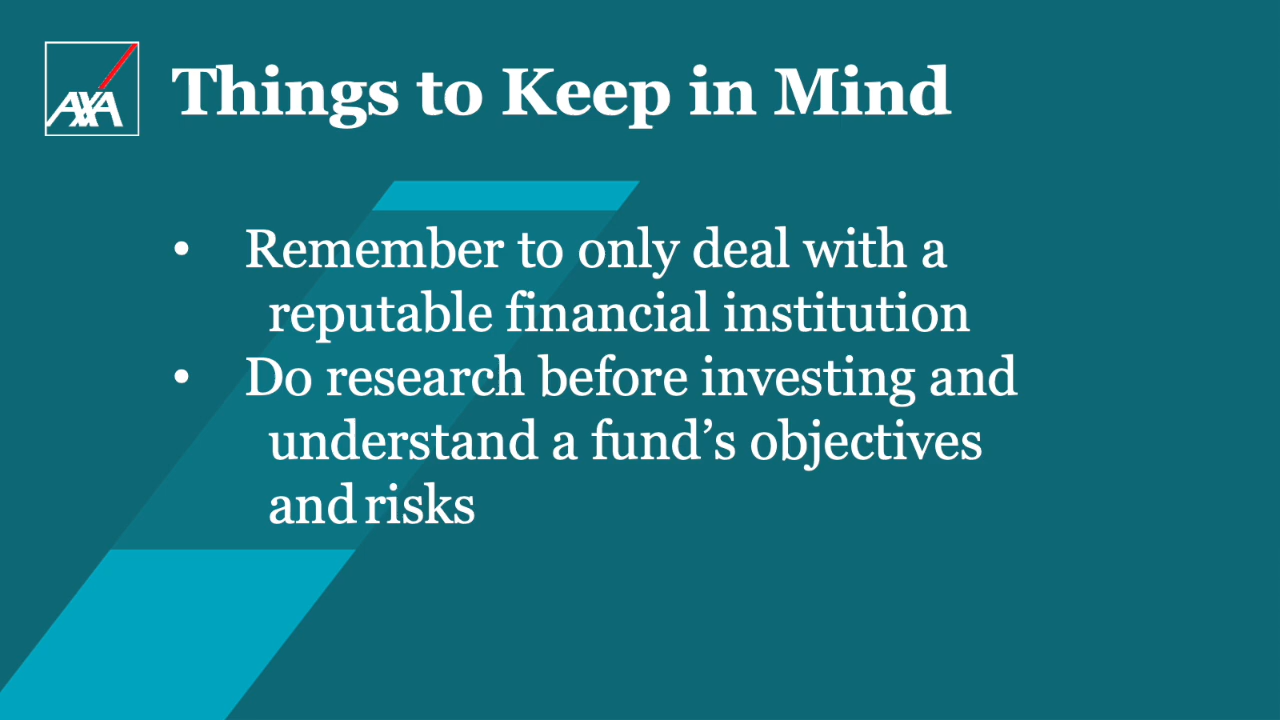 AXA
Things to Keep in Mind
• Remember to only deal with a
reputable financial institution
• Do research before investing and
understand a fund’s objectives
and risks